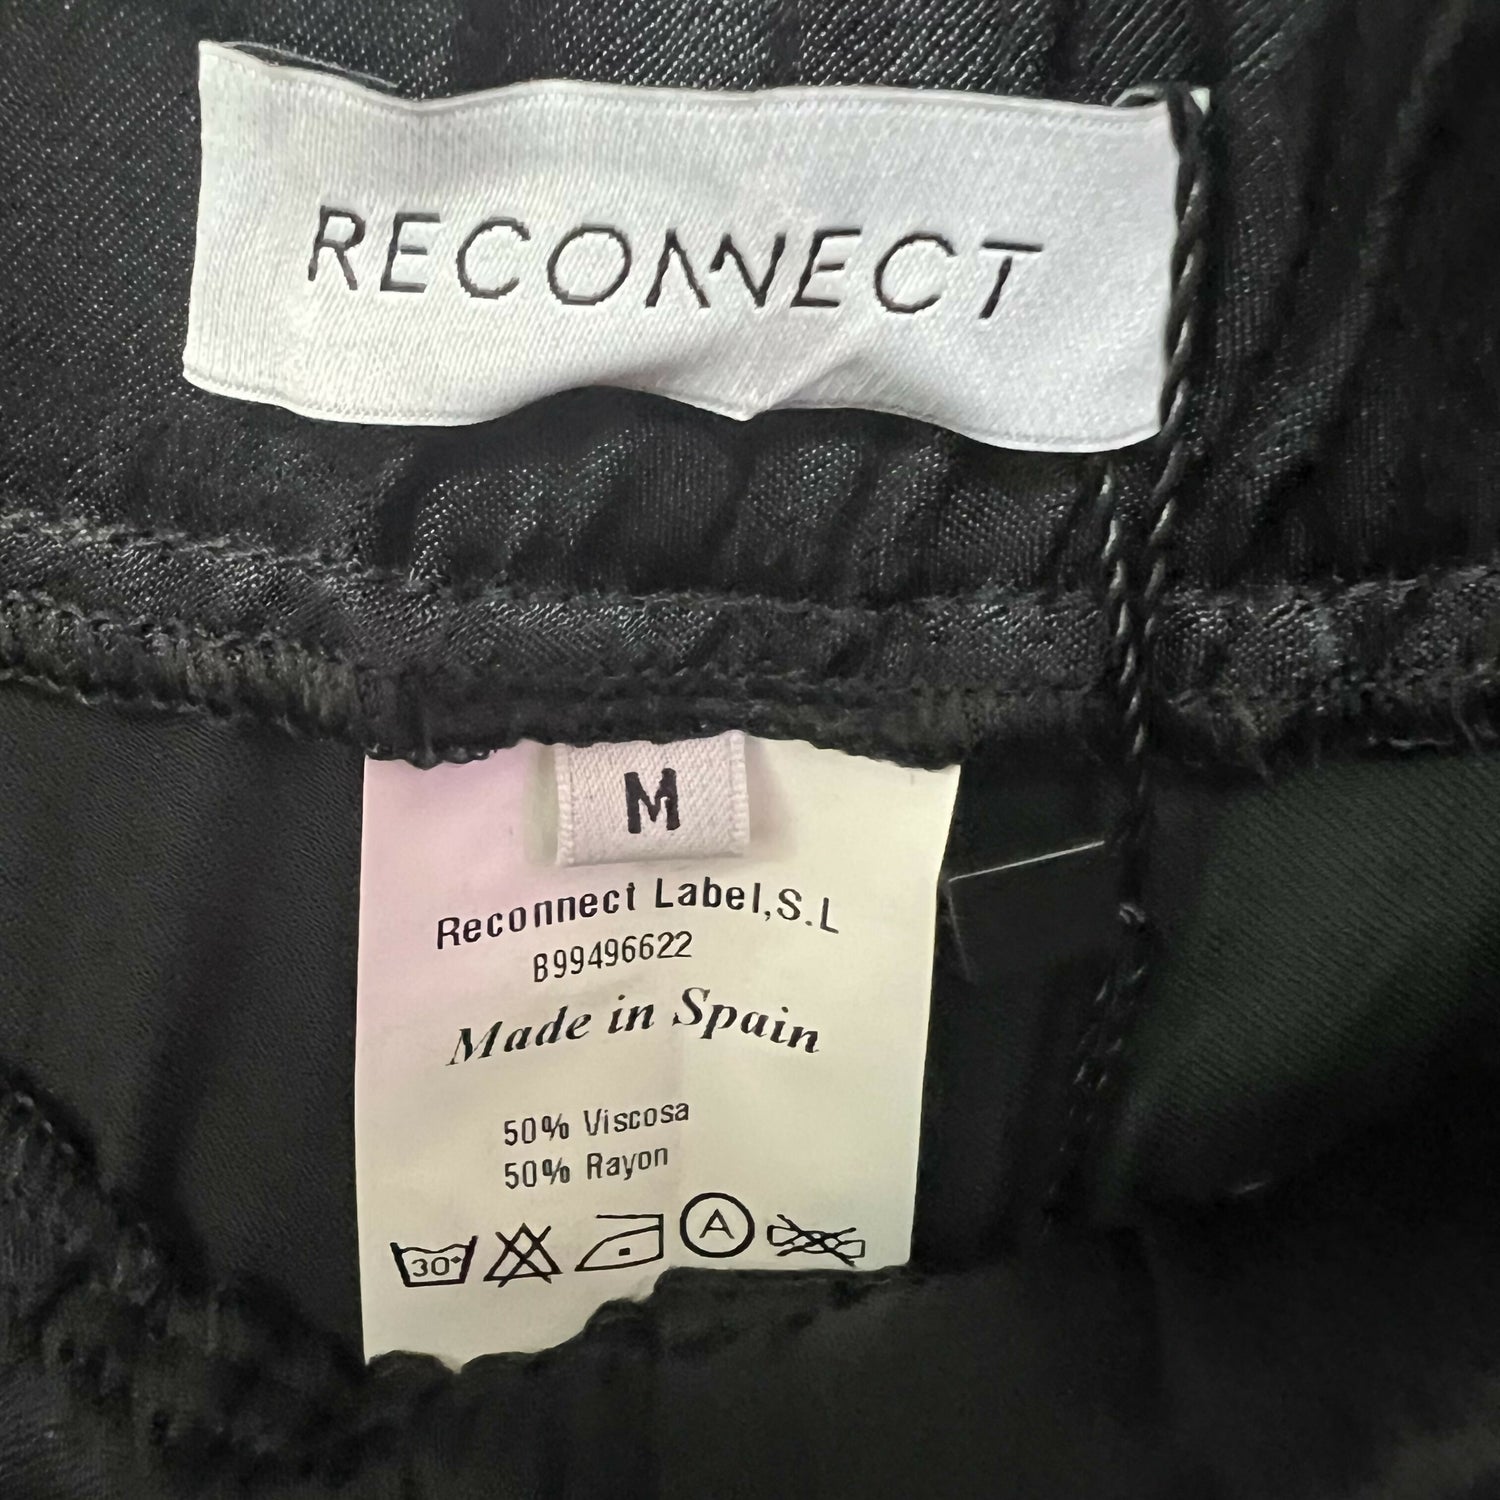 RECONNECT
M
Reconnect Label,S.L
B99496622
Made in Spain
50% Viscosa
50% Rayon
30°
A